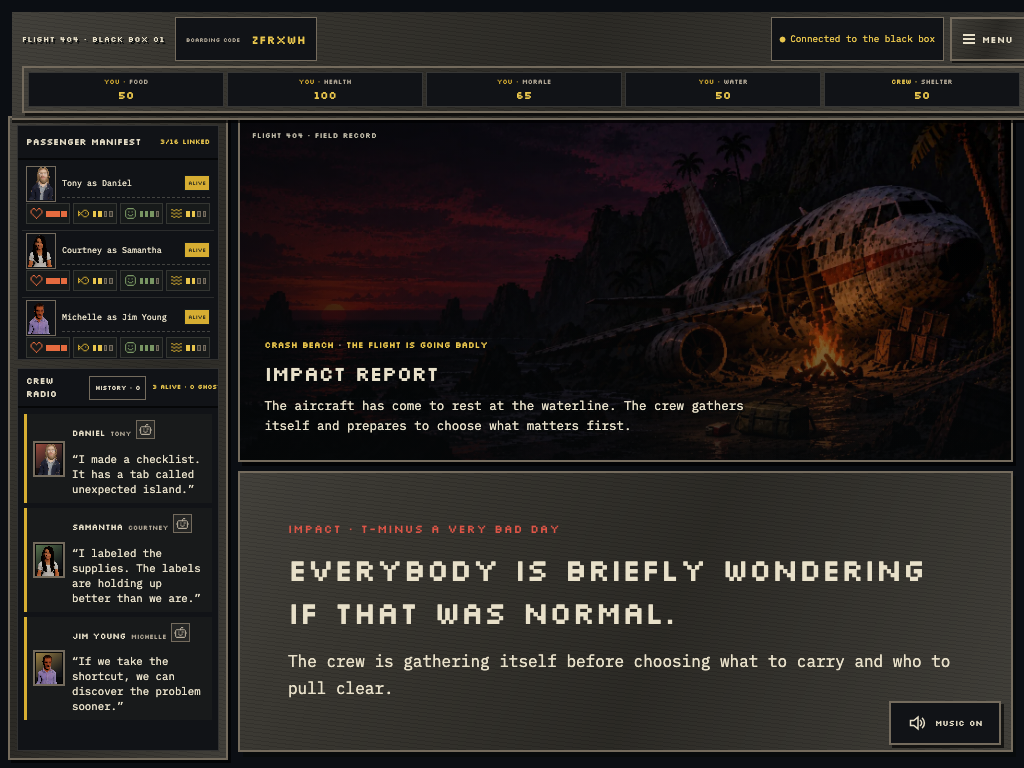 FLIGHT 404 · BLACK BOX 01
BOARDING CODE ZFRXWH
Connected to the black box
MENU
YOU · FOOD
50
YOU · HEALTH
100
YOU · MORALE
65
YOU · WATER
50
CREW · SHELTER
50
PASSENGER MANIFEST 3/16 LINKED
Tony as Daniel ALIVE
Courtney as Samantha ALIVE
Michelle as Jim Young ALIVE
CREW
RADIO
HISTORY · 0
3 ALIVE · 0 GHOS
DANIEL TONY
“I made a checklist.
It has a tab called
unexpected island.”
SAMANTHA COURTNEY
“I labeled the
supplies. The labels
are holding up
better than we are.”
JIM YOUNG MICHELLE
“If we take the
shortcut, we can
discover the problem
sooner.”
FLIGHT 404 · FIELD RECORD
CRASH BEACH · THE FLIGHT IS GOING BADLY
IMPACT REPORT
The aircraft has come to rest at the waterline. The crew gathers
itself and prepares to choose what matters first.
IMPACT · T-MINUS A VERY BAD DAY
EVERYBODY IS BRIEFLY WONDERING
IF THAT WAS NORMAL.
The crew is gathering itself before choosing what to carry and who to
pull clear.
MUSIC ON